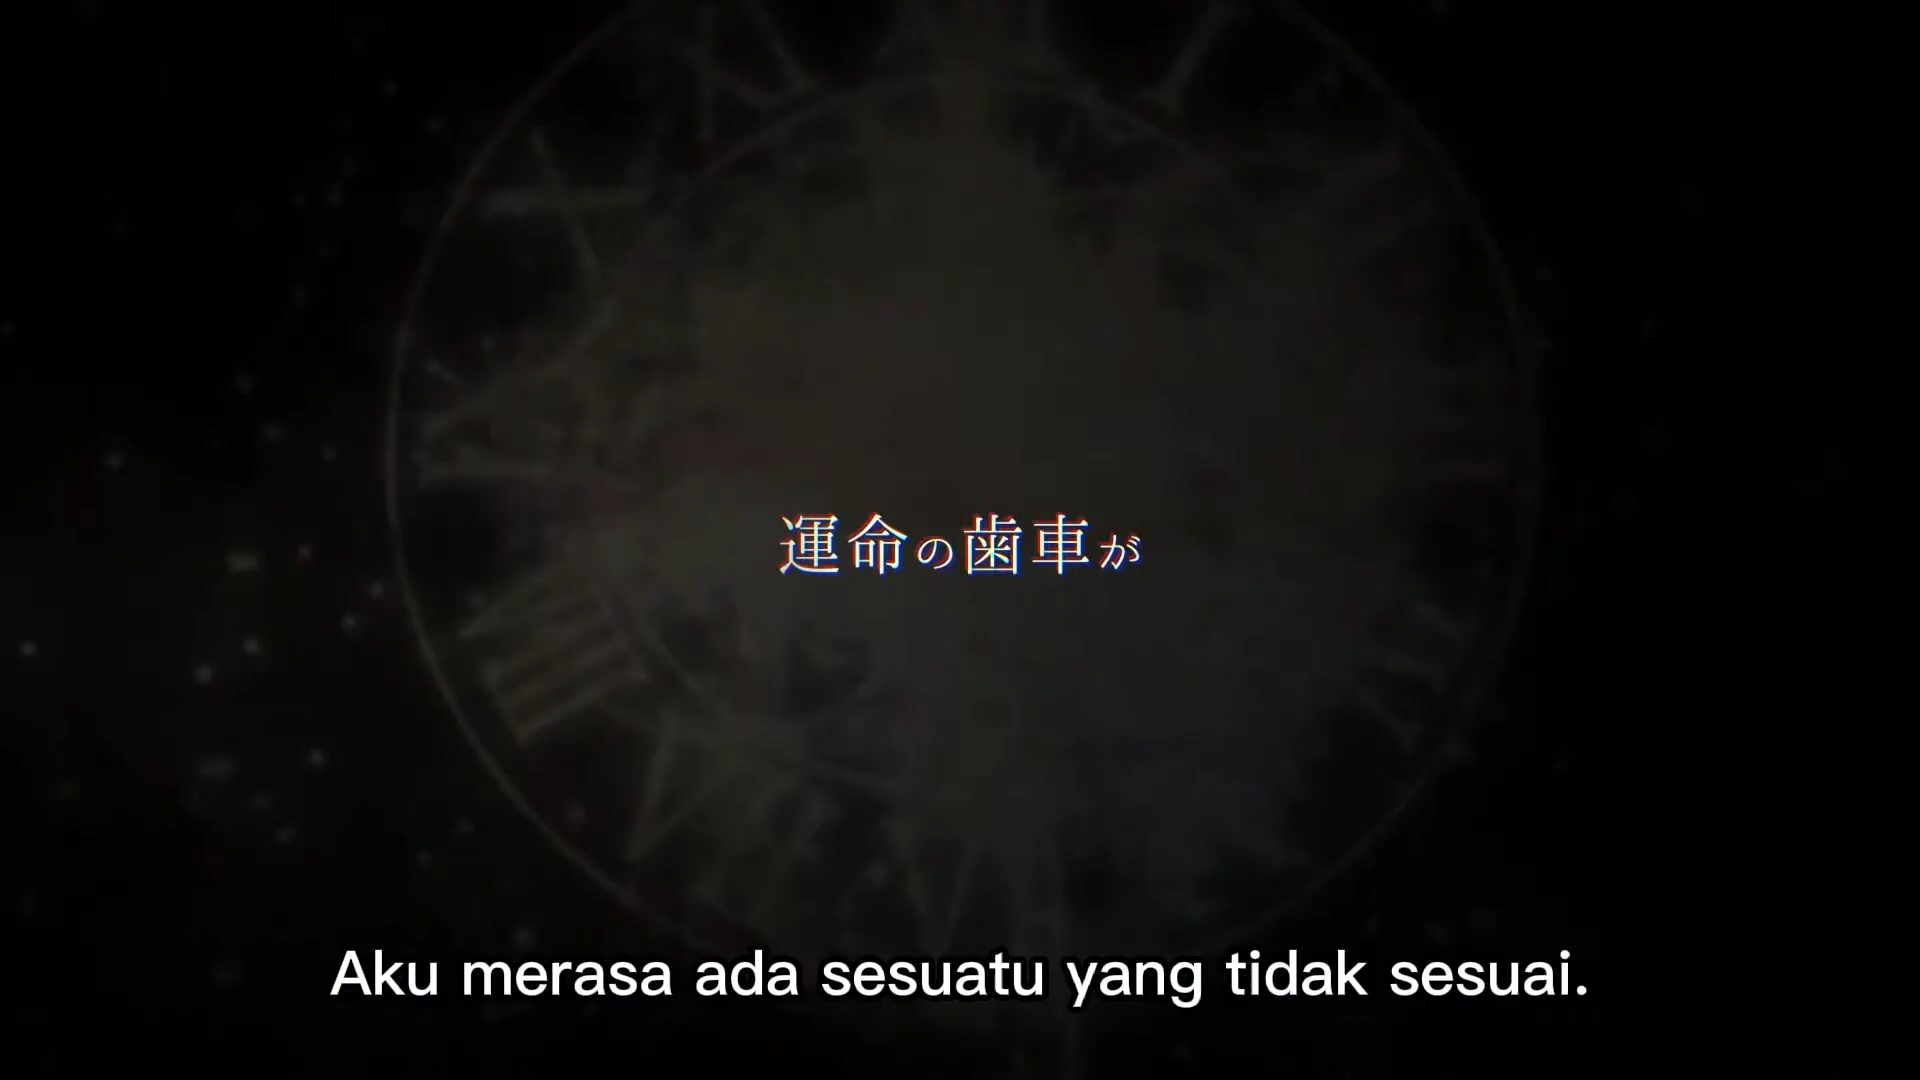 運命の歯車が
Aku merasa ada sesuatu yang tidak sesuai.